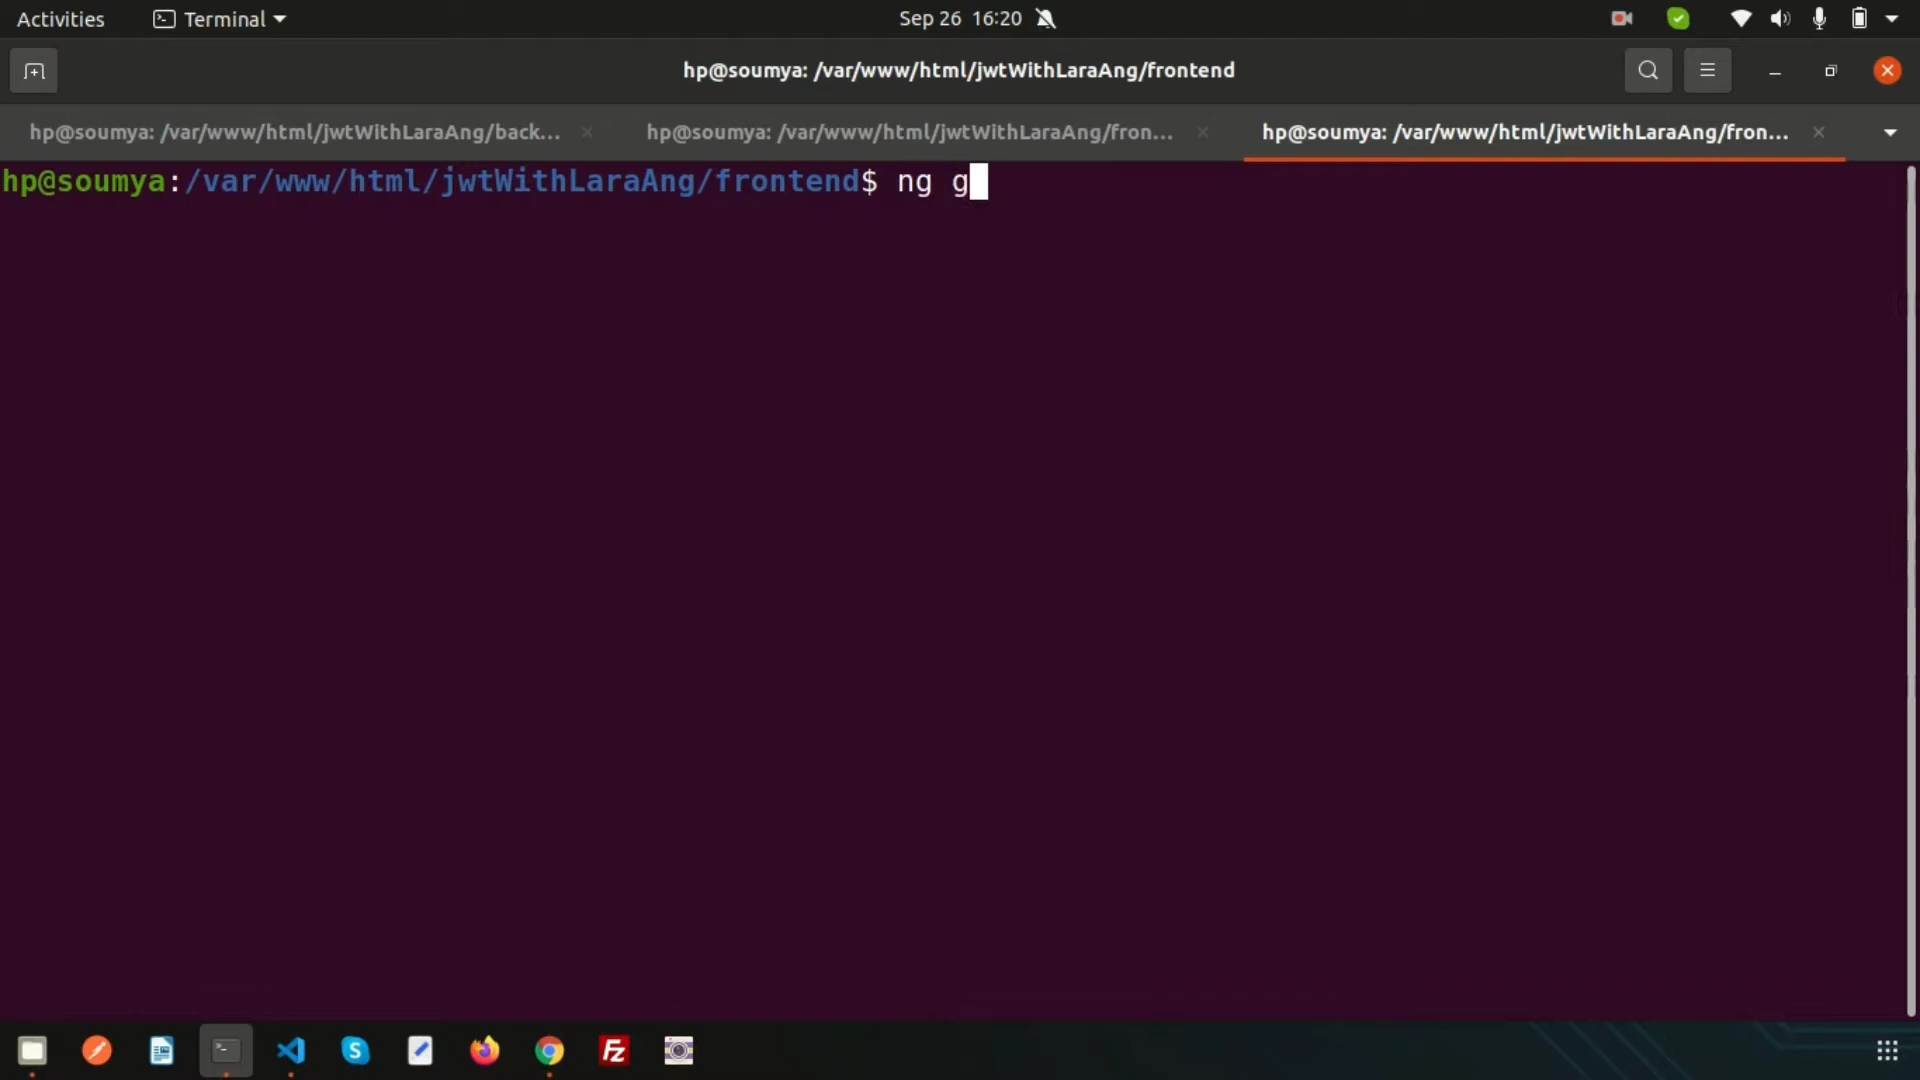 Activities Terminal Sep 26 16:20
hp@soumya: /var/www/html/jwtWithLaraAng/frontend
hp@soumya: /var/www/html/jwtWithLaraAng/back... hp@soumya: /var/www/html/jwtWithLaraAng/fron... hp@soumya: /var/www/html/jwtWithLaraAng/fron...
hp@soumya:/var/www/html/jwtWithLaraAng/frontend$ ng g